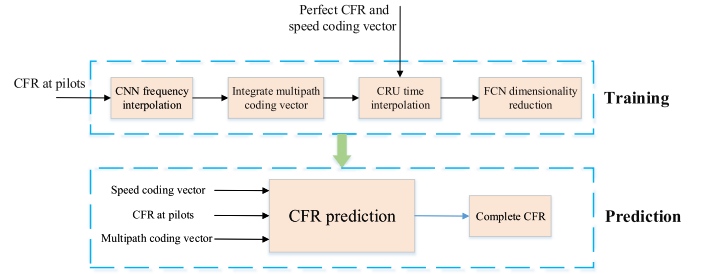 Perfect CFR and
speed coding vector
CFR at pilots
CNN frequency
interpolation
Integrate multipath
coding vector
CRU time
interpolation
FCN dimensionality
reduction
Training
Speed coding vector
CFR at pilots
Multipath coding vector
CFR prediction
Complete CFR
Prediction